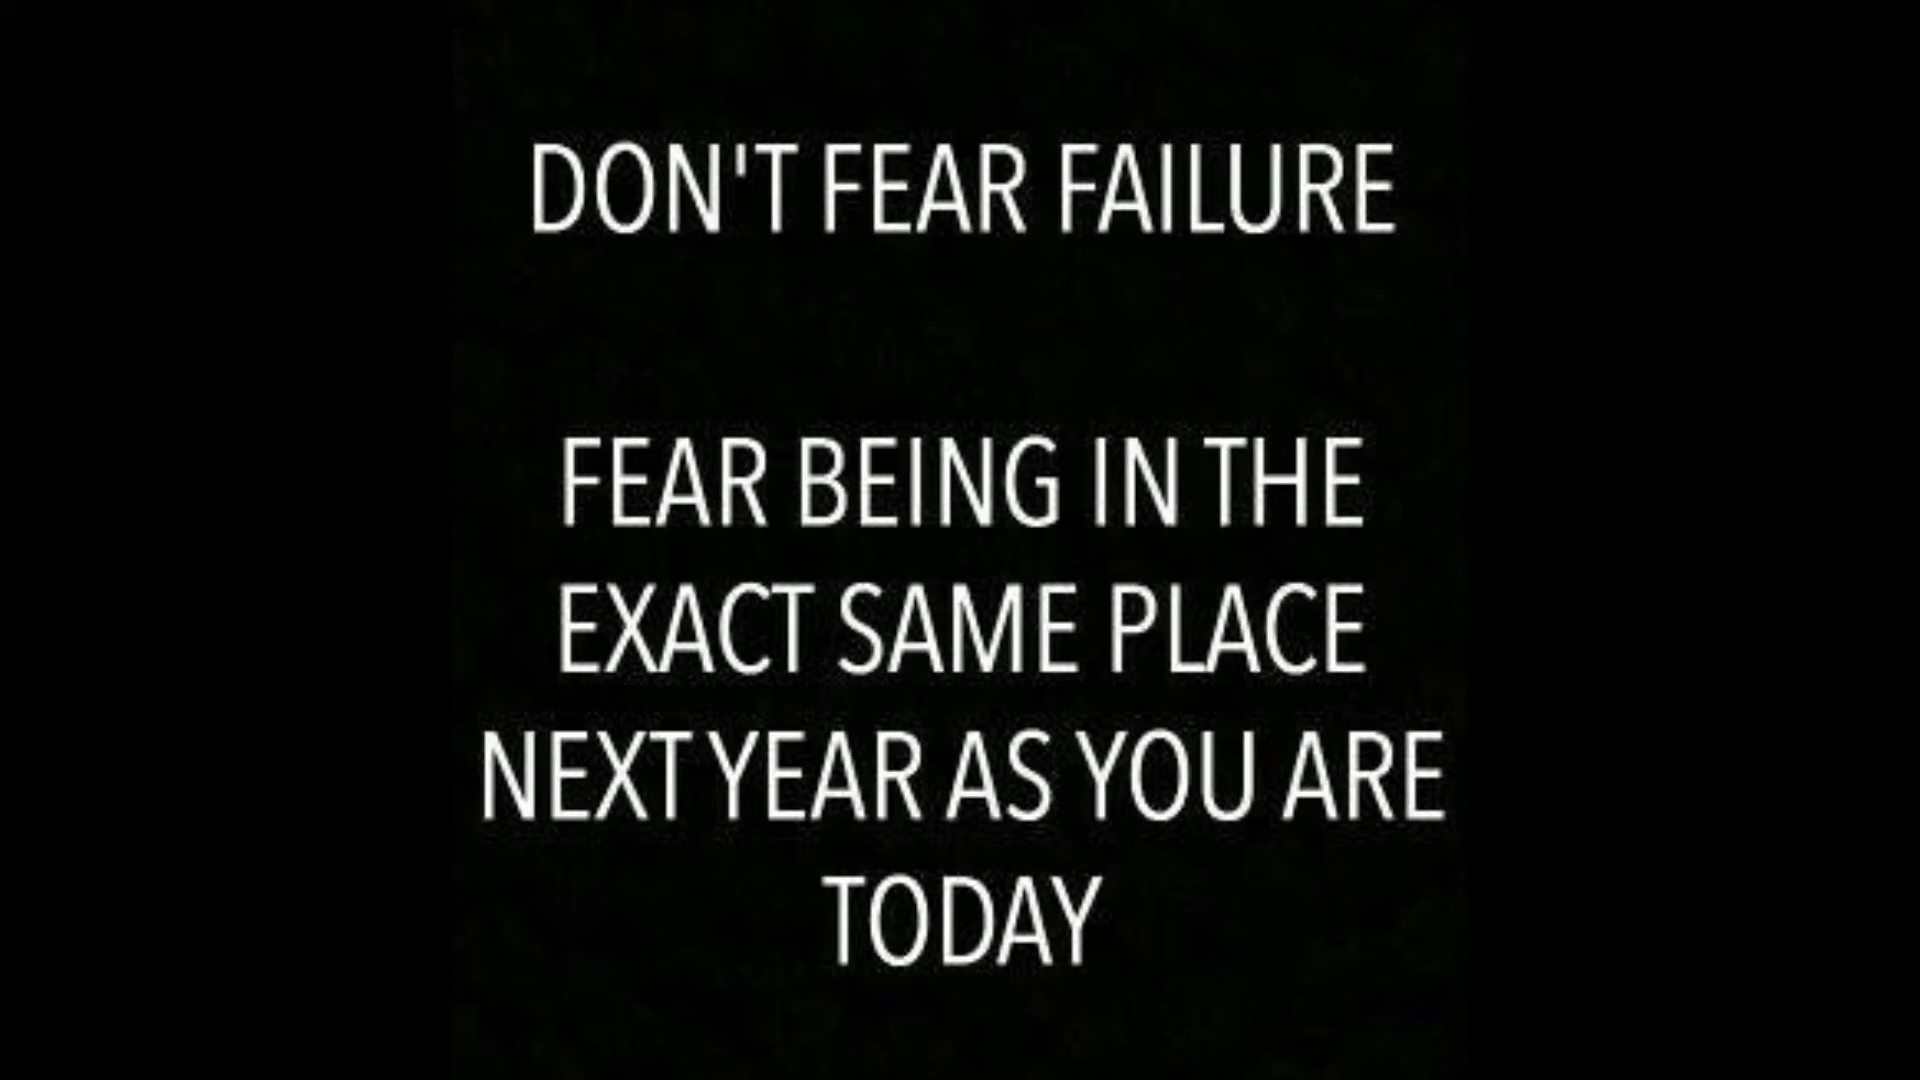 DON'T FEAR FAILURE
FEAR BEING IN THE
EXACT SAME PLACE
NEXT YEAR AS YOU ARE
TODAY